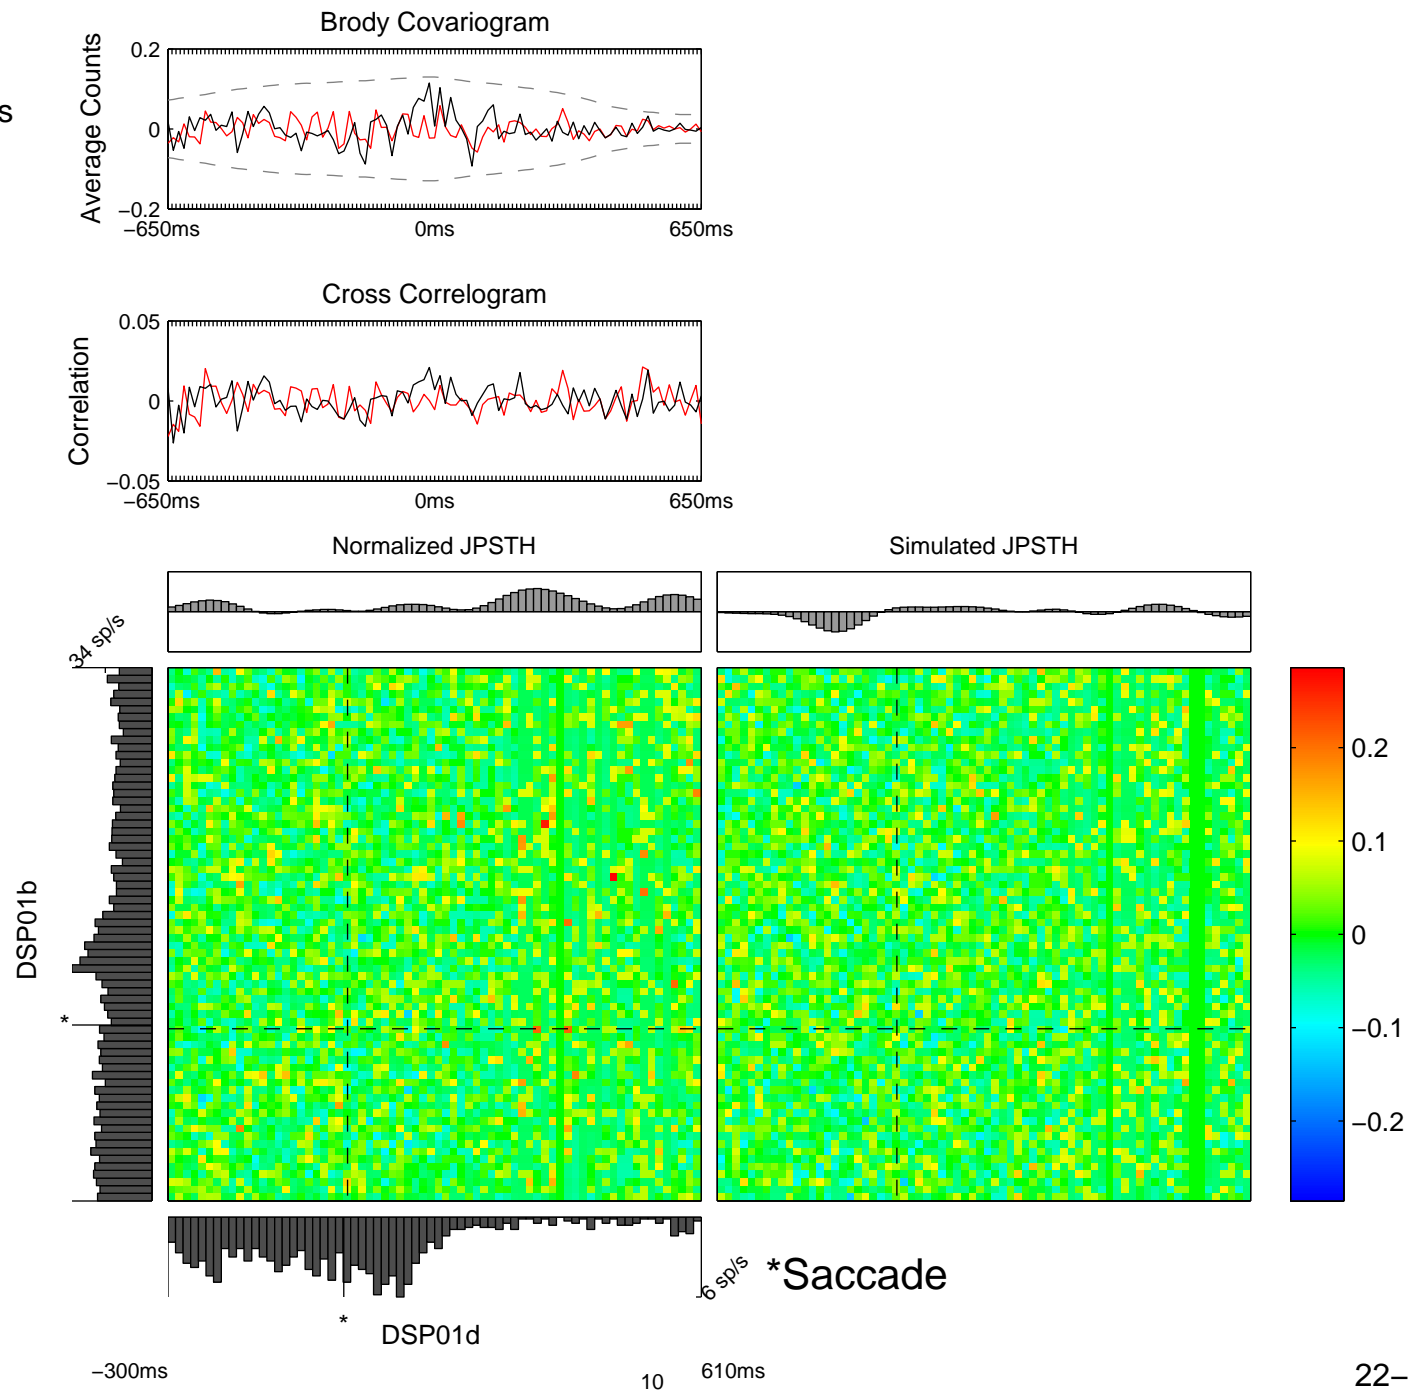 Brody Covariogram
s
Average Counts
0.2
0
−0.2
−650ms
0ms
650ms
Cross Correlogram
Correlation
0.05
0
−0.05
−650ms
0ms
650ms
Normalized JPSTH
Simulated JPSTH
34 sp/s
DSP01b
*
0.2
0.1
0
−0.1
−0.2
6 sp/s
*Saccade
*
DSP01d
−300ms
10
610ms
22−